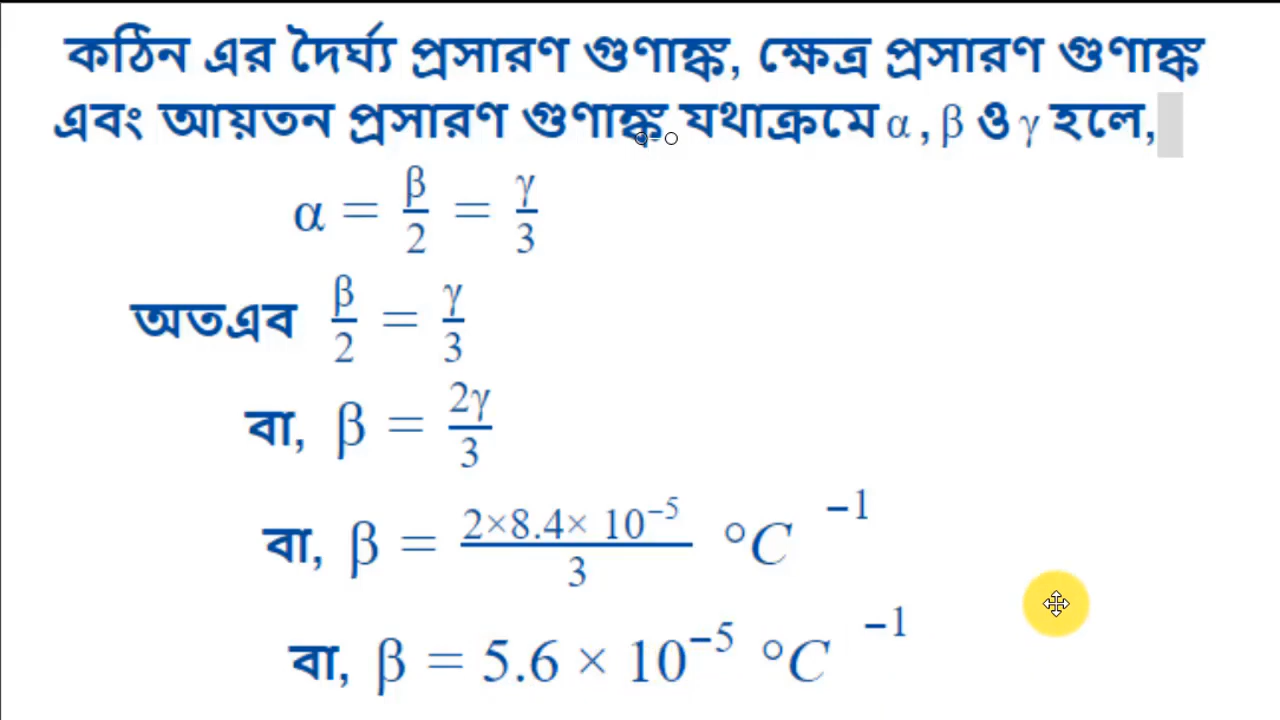 কঠিন এর দৈর্ঘ্য প্রসারণ গুণাঙ্ক, ক্ষেত্র প্রসারণ গুণাঙ্ক
এবং আয়তন প্রসারণ গুণাঙ্ক যথাক্রমে α, β ও γ হলে,
α = β/2 = γ/3
অতএব β/2 = γ/3
বা, β = 2γ/3
বা, β = 2×8.4× 10⁻⁵/3 °C ⁻¹
বা, β = 5.6 × 10⁻⁵ °C ⁻¹